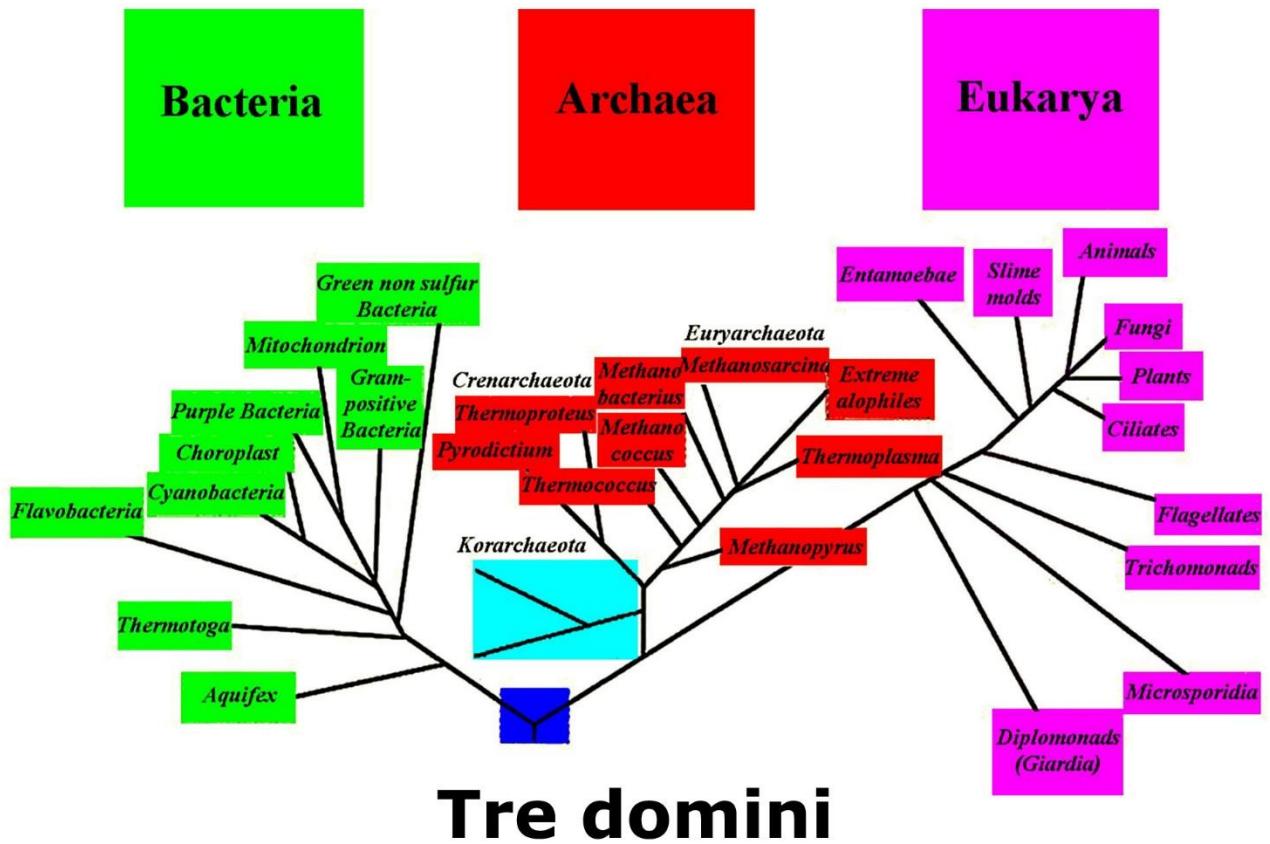 Bacteria
Archaea
Eukarya
Green non sulfur
Bacteria
Mitochondrion
Gram-
positive
Bacteria
Purple Bacteria
Choroplast
Cyanobacteria
Flavobacteria
Thermotoga
Aquifex
Crenarchaeota
Thermoproteus
Pyrodictium
Thermococcus
Korarchaeota
Euryarchaeota
Methano
bacterius
Methanosarcina
Methano
coccus
Extreme
alophiles
Thermoplasma
Methanopyrus
Entamoebae
Slime
molds
Animals
Fungi
Plants
Ciliates
Flagellates
Trichomonads
Microsporidia
Diplomonads
(Giardia)
Tre domini